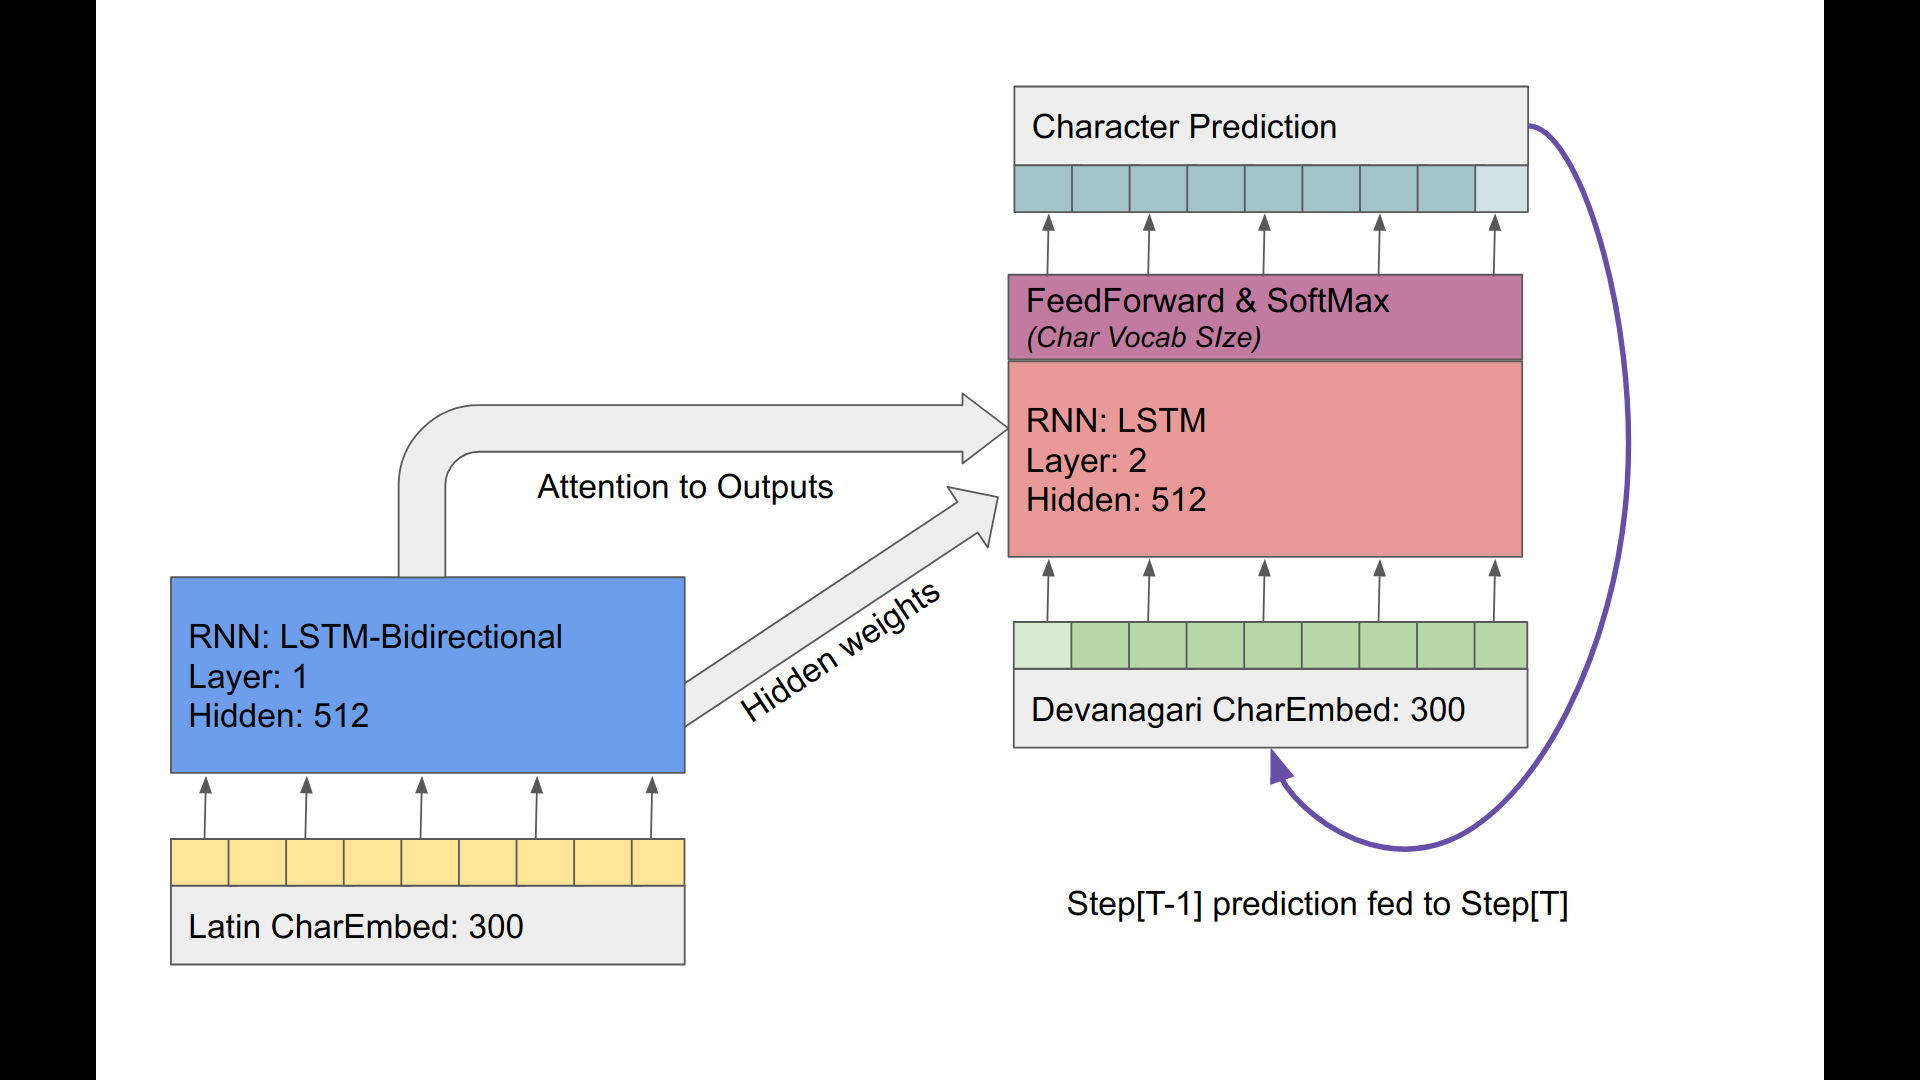 Character Prediction
FeedForward & SoftMax
(Char Vocab SIze)
RNN: LSTM
Layer: 2
Hidden: 512
Attention to Outputs
Hidden weights
RNN: LSTM-Bidirectional
Layer: 1
Hidden: 512
Devanagari CharEmbed: 300
Latin CharEmbed: 300
Step[T-1] prediction fed to Step[T]